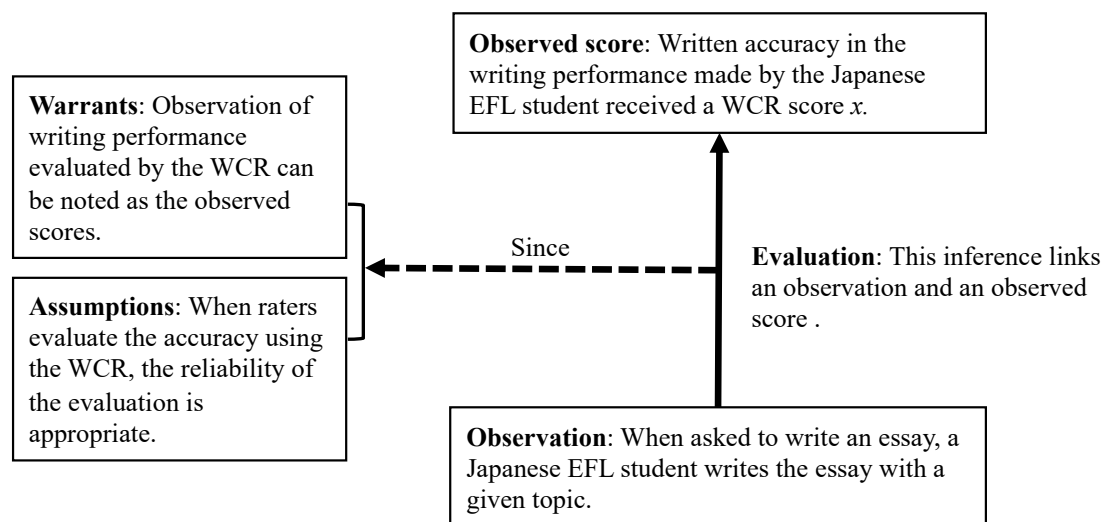 Observed score: Written accuracy in the
writing performance made by the Japanese
EFL student received a WCR score x.
Warrants: Observation of
writing performance
evaluated by the WCR can
be noted as the observed
scores.
Since
Evaluation: This inference links
an observation and an observed
score .
Assumptions: When raters
evaluate the accuracy using
the WCR, the reliability of
the evaluation is
appropriate.
Observation: When asked to write an essay, a
Japanese EFL student writes the essay with a
given topic.